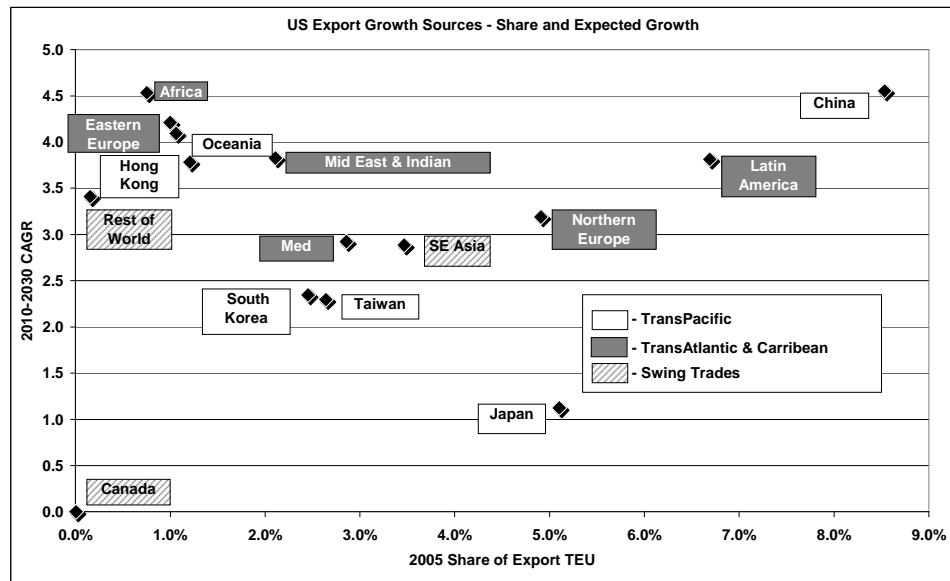 US Export Growth Sources - Share and Expected Growth
5.0
4.5
4.0
3.5
3.0
2.5
2.0
1.5
1.0
0.5
0.0
2010-2030 CAGR
Africa
China
Eastern
Europe
Oceania
Hong
Kong
Mid East & Indian
Latin
America
Rest of
World
Northern
Europe
Med
SE Asia
South
Korea
Taiwan
- TransPacific
- TransAtlantic & Carribean
- Swing Trades
Japan
Canada
0.0% 1.0% 2.0% 3.0% 4.0% 5.0% 6.0% 7.0% 8.0% 9.0%
2005 Share of Export TEU